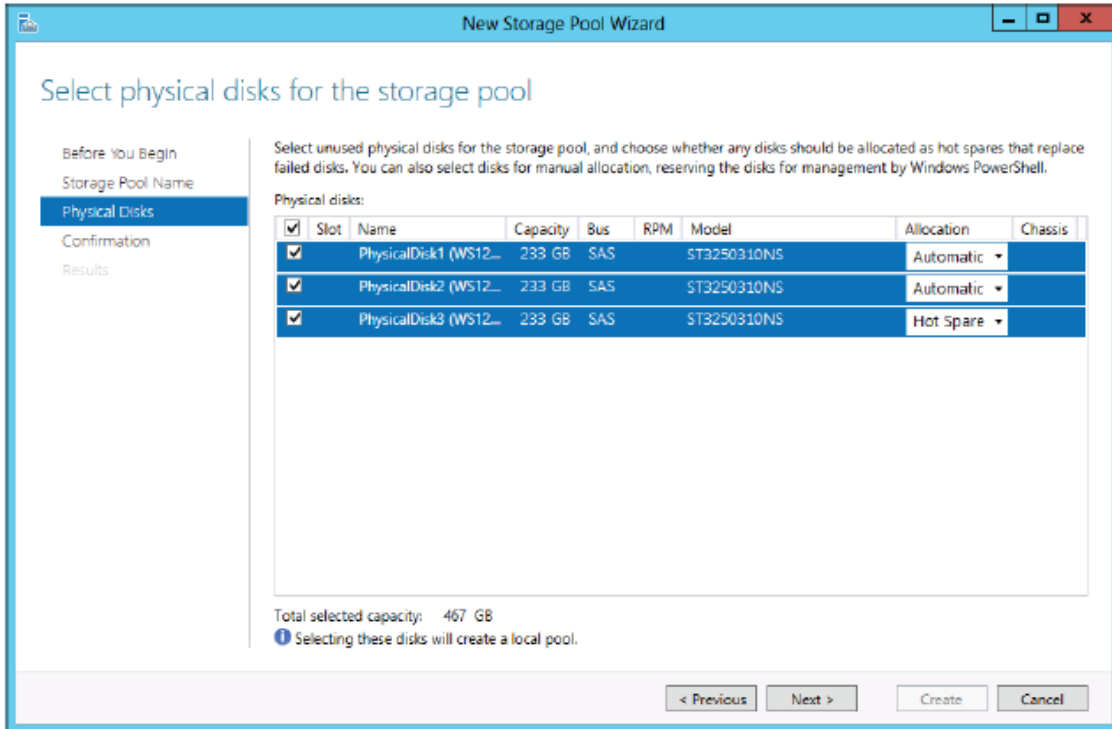 New Storage Pool Wizard
Select physical disks for the storage pool
Before You Begin
Storage Pool Name
Physical Disks
Confirmation
Results
Select unused physical disks for the storage pool, and choose whether any disks should be allocated as hot spares that replace
failed disks. You can also select disks for manual allocation, reserving the disks for management by Windows PowerShell.
Physical disks:
Slot Name Capacity Bus RPM Model Allocation Chassis
PhysicalDisk1 (WS12... 233 GB SAS ST3250310NS Automatic
PhysicalDisk2 (WS12... 233 GB SAS ST3250310NS Automatic
PhysicalDisk3 (WS12... 233 GB SAS ST3250310NS Hot Spare
Total selected capacity: 467 GB
Selecting these disks will create a local pool.
< Previous Next > Create Cancel